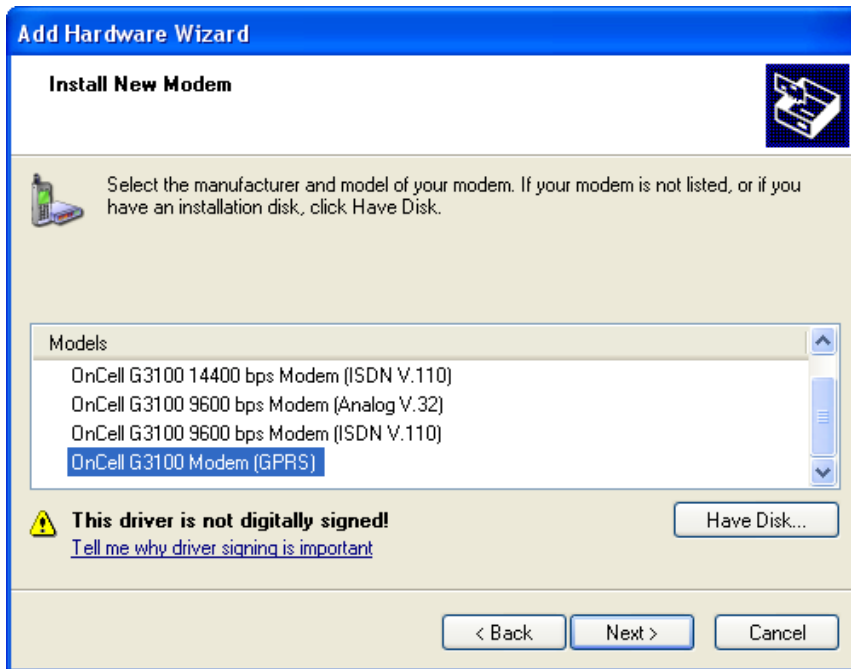 Add Hardware Wizard
Install New Modem
Select the manufacturer and model of your modem. If your modem is not listed, or if you
have an installation disk, click Have Disk.
Models
OnCell G3100 14400 bps Modem (ISDN V.110)
OnCell G3100 9600 bps Modem (Analog V.32)
OnCell G3100 9600 bps Modem (ISDN V.110)
OnCell G3100 Modem (GPRS)
This driver is not digitally signed!
Have Disk...
Tell me why driver signing is important
< Back
Next >
Cancel